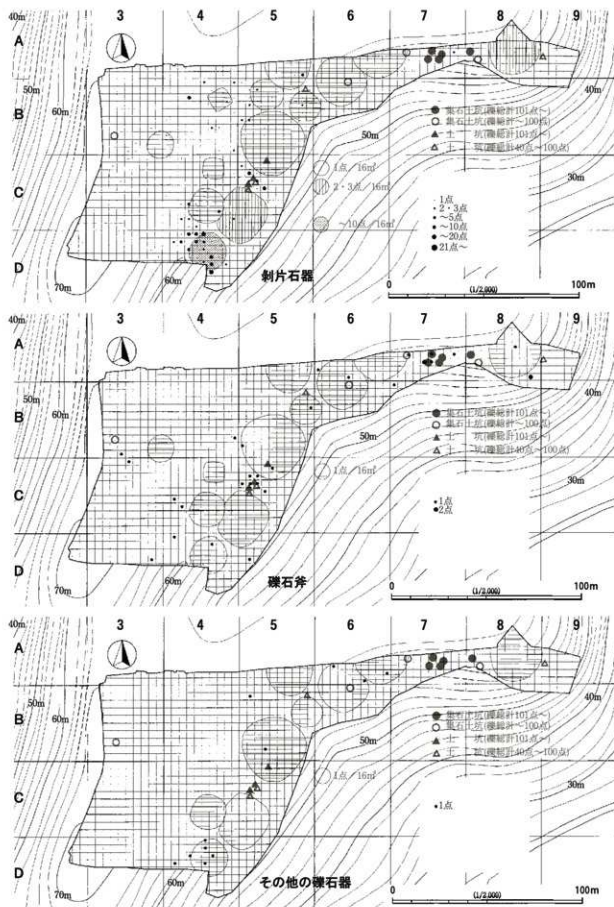 40m
3 4 5 6 7 8 9
A
B
C
D
50m
60m
50m
40m
30m
70m
60m
集石土坑(礫総計101点～)
集石土坑(礫総計～100点)
土 坑(礫総計101点～)
土 坑(礫総計40点～100点)
1点/16㎡
2・3点/16㎡
～10点/16㎡
1点
2・3点
～5点
～10点
～20点
21点～
剝片石器
0 (1/2,000) 100m
40m
3 4 5 6 7 8 9
A
B
C
D
50m
60m
50m
40m
30m
70m
60m
集石土坑(礫総計101点～)
集石土坑(礫総計～100点)
土 坑(礫総計101点～)
土 坑(礫総計40点～100点)
1点/16㎡
1点
2点
礫石斧
0 (1/2,000) 100m
40m
3 4 5 6 7 8 9
A
B
C
D
50m
60m
50m
40m
30m
70m
60m
集石土坑(礫総計101点～)
集石土坑(礫総計～100点)
土 坑(礫総計101点～)
土 坑(礫総計40点～100点)
1点/16㎡
1点
その他の礫石器
0 (1/2,000) 100m